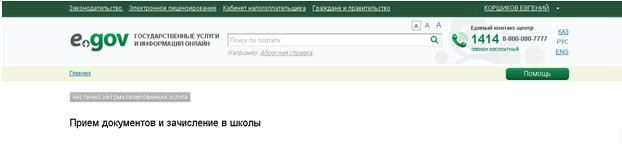 Законодательство Электронное лицензирование Кабинет налогоплательщика Граждане и правительство КОРШИКОВ ЕВГЕНИЙ
A A A
Единый контакт-центр
egov ГОСУДАРСТВЕННЫЕ УСЛУГИ И ИНФОРМАЦИЯ ОНЛАЙН
Поиск по порталу
1414 8-800-080-7777
ЗВОНОК БЕСПЛАТНЫЙ
Например: Адресная справка
ҚАЗ
РУС
ENG
Главная
Помощь
ЧАСТИЧНО АВТОМАТИЗИРОВАННАЯ УСЛУГА
Прием документов и зачисление в школы